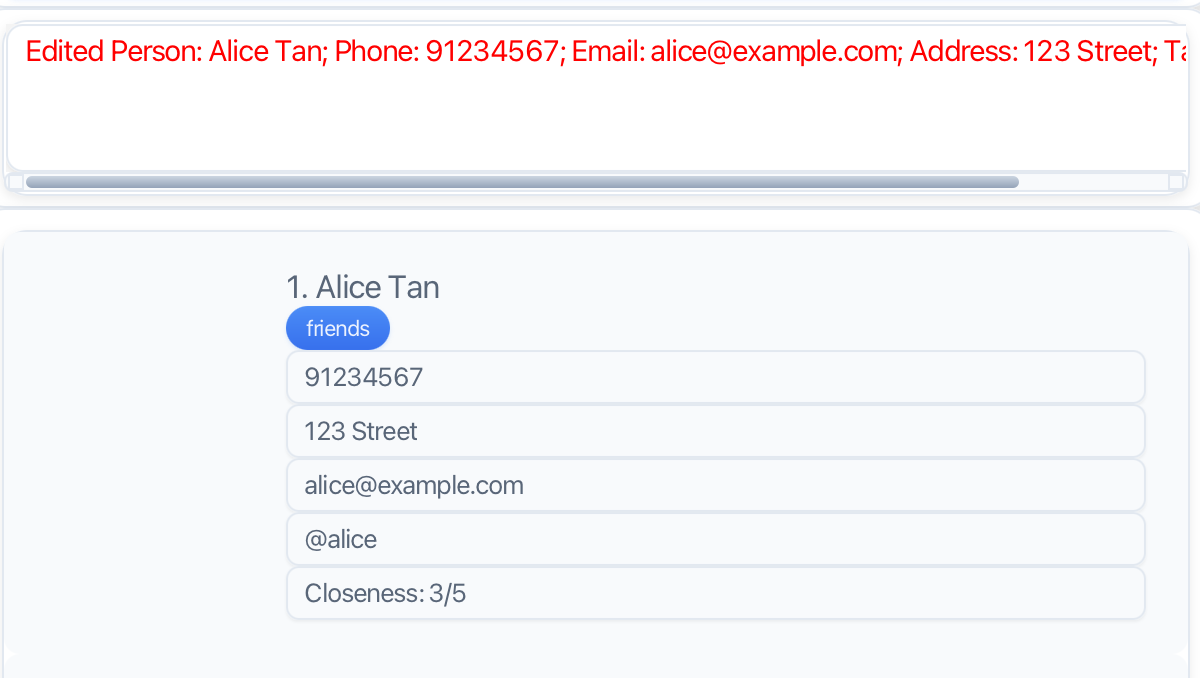 Edited Person: Alice Tan; Phone: 91234567; Email: alice@example.com; Address: 123 Street;
1. Alice Tan
friends
91234567
123 Street
alice@example.com
@alice
Closeness: 3/5